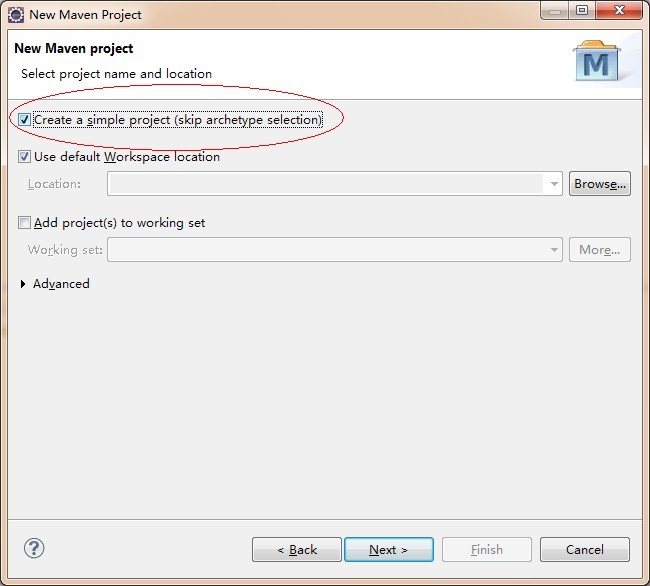 New Maven Project
New Maven project
Select project name and location
M
Create a simple project (skip archetype selection)
Use default Workspace location
Location:
Browse...
Add project(s) to working set
Working set:
More...
Advanced
?
< Back
Next >
Finish
Cancel